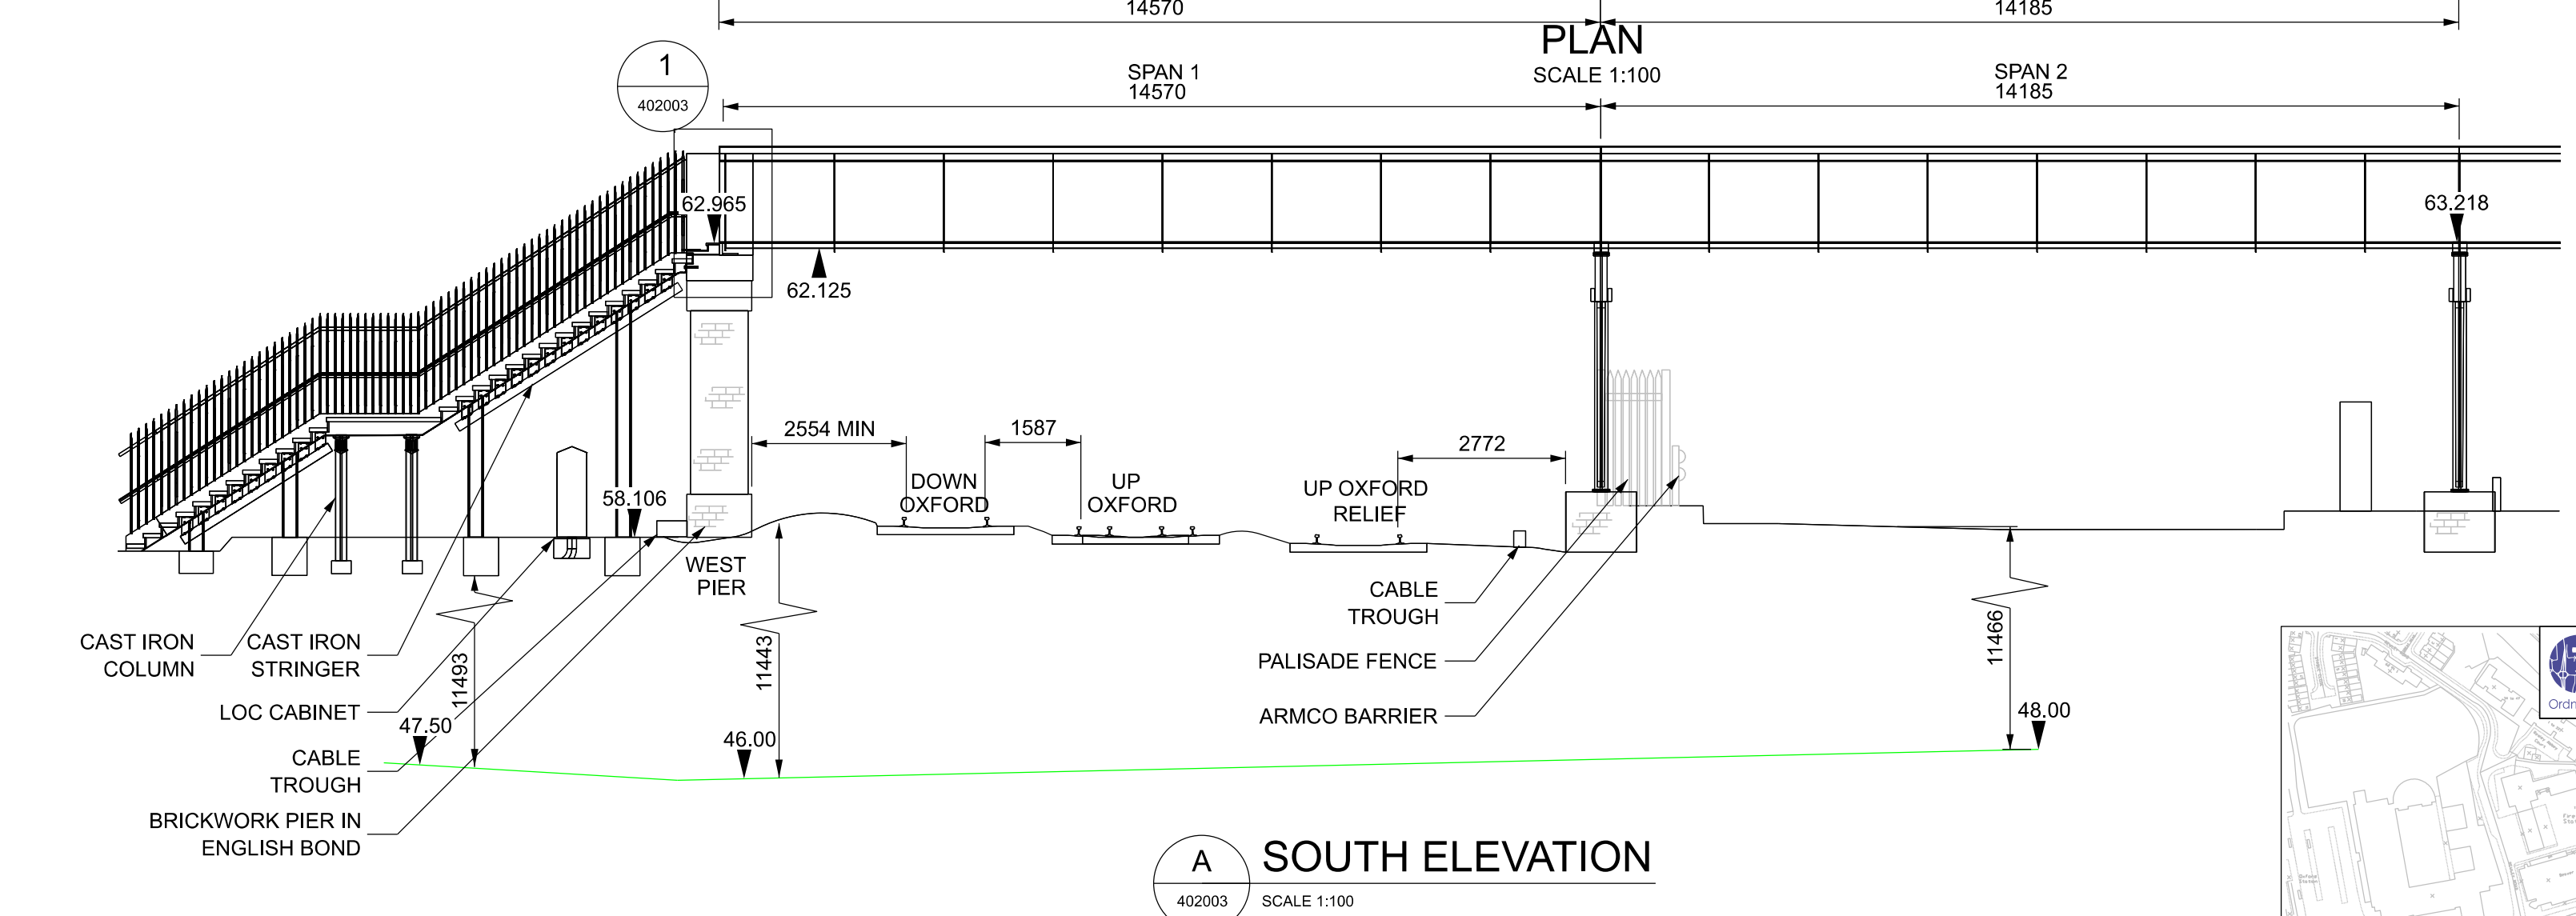 14570
14185
PLAN
SCALE 1:100
1
402003
SPAN 1
14570
SPAN 2
14185
62.965
63.218
62.125
2554 MIN
1587
2772
DOWN
OXFORD
UP
OXFORD
UP OXFORD
RELIEF
58.106
WEST
PIER
CABLE
TROUGH
PALISADE FENCE
ARMCO BARRIER
CAST IRON
COLUMN
CAST IRON
STRINGER
LOC CABINET
CABLE
TROUGH
BRICKWORK PIER IN
ENGLISH BOND
11493
11443
11466
47.50
46.00
48.00
A
402003
SOUTH ELEVATION
SCALE 1:100
Ordn
Oxford
Station